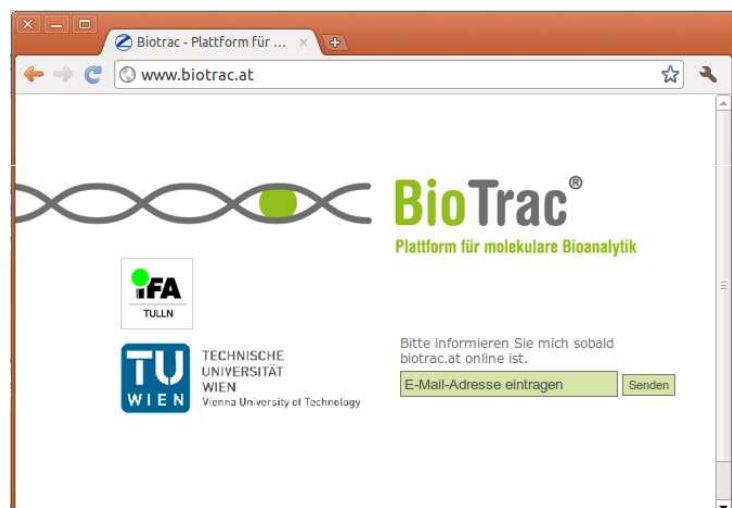 Biotrac - Plattform für ...
www.biotrac.at
BioTrac®
Plattform für molekulare Bioanalytik
iFA
TULLN
TU
WIEN
TECHNISCHE
UNIVERSITÄT
WIEN
Vienna University of Technology
Bitte informieren Sie mich sobald
biotrac.at online ist.
E-Mail-Adresse eintragen
Senden